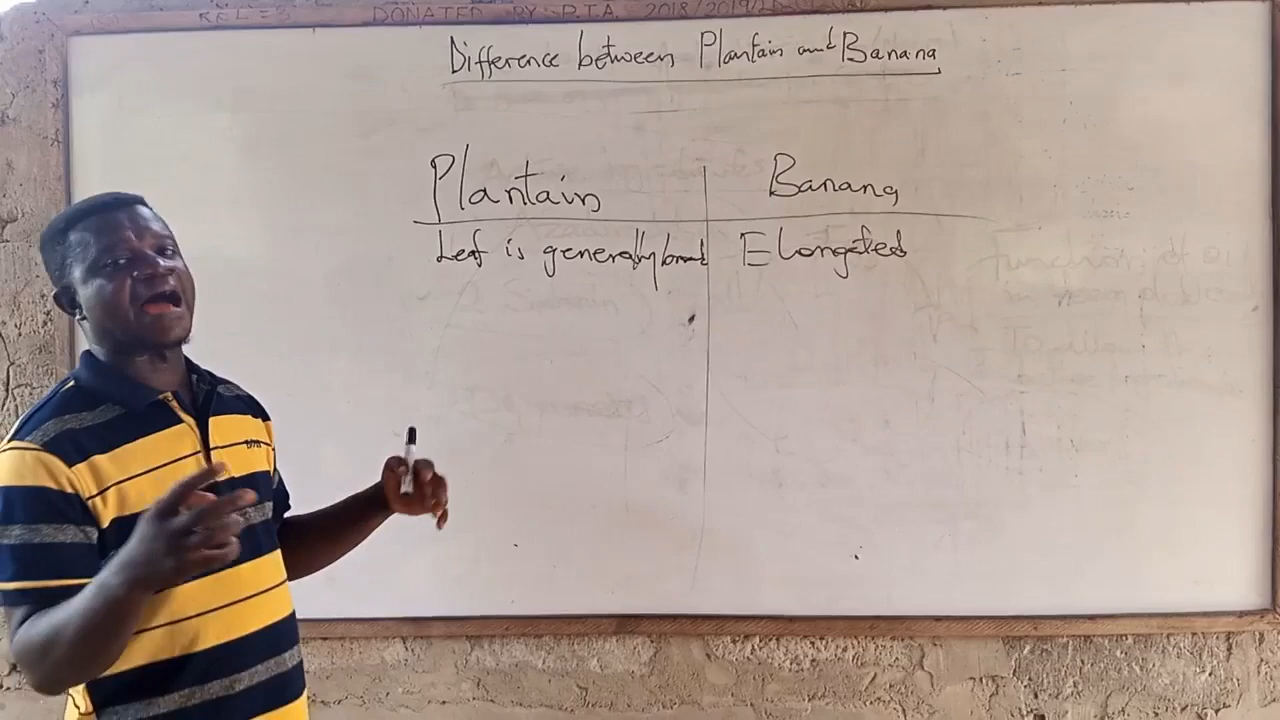 DONATED BY P.T.A. 2018/2019
Difference between Plantain and Banana
Plantain
Banana
Leaf is generally broad
Elongated